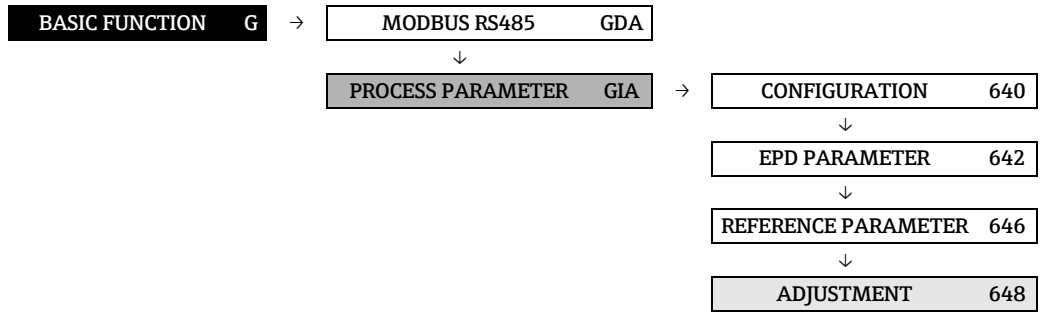 BASIC FUNCTION G → MODBUS RS485 GDA
↓
PROCESS PARAMETER GIA → CONFIGURATION 640
↓
EPD PARAMETER 642
↓
REFERENCE PARAMETER 646
↓
ADJUSTMENT 648